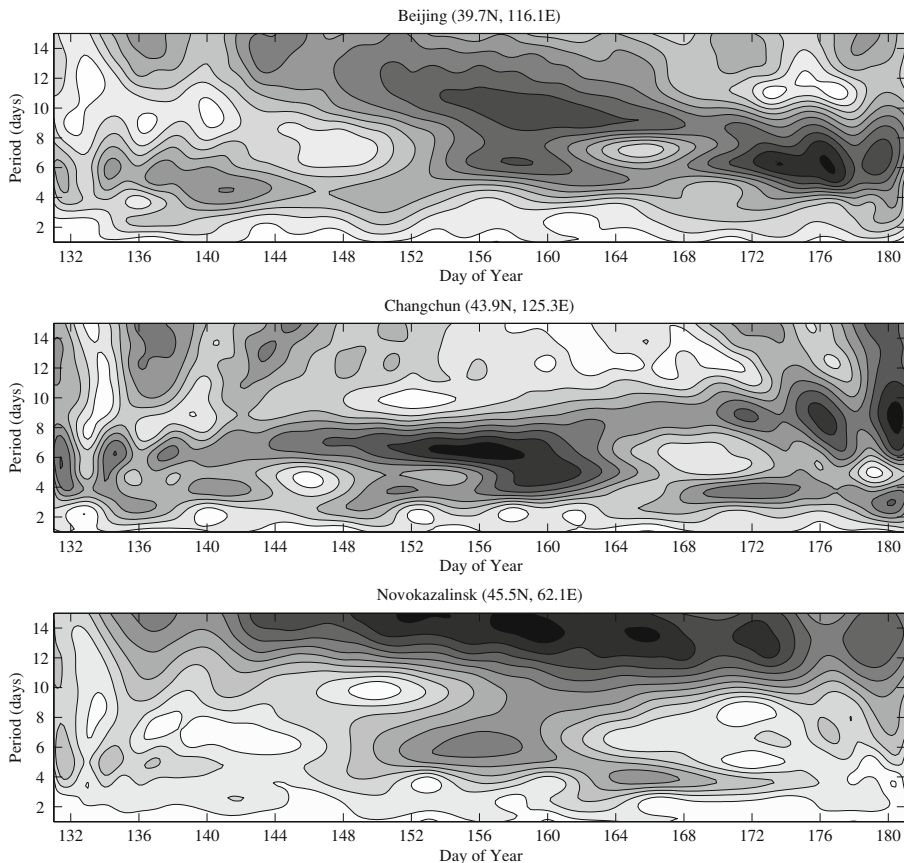 Beijing (39.7N, 116.1E)
Period (days)
14
12
10
8
6
4
2
132 136 140 144 148 152 156 160 164 168 172 176 180
Day of Year
Changchun (43.9N, 125.3E)
Period (days
14
12
10
8
6
4
2
132 136 140 144 148 152 156 160 164 168 172 176 180
Day of Year
Novokazalinsk (45.5N, 62.1E)
Period (days)
14
12
10
8
6
4
2
132 136 140 144 148 152 156 160 164 168 172 176 180
Day of Year